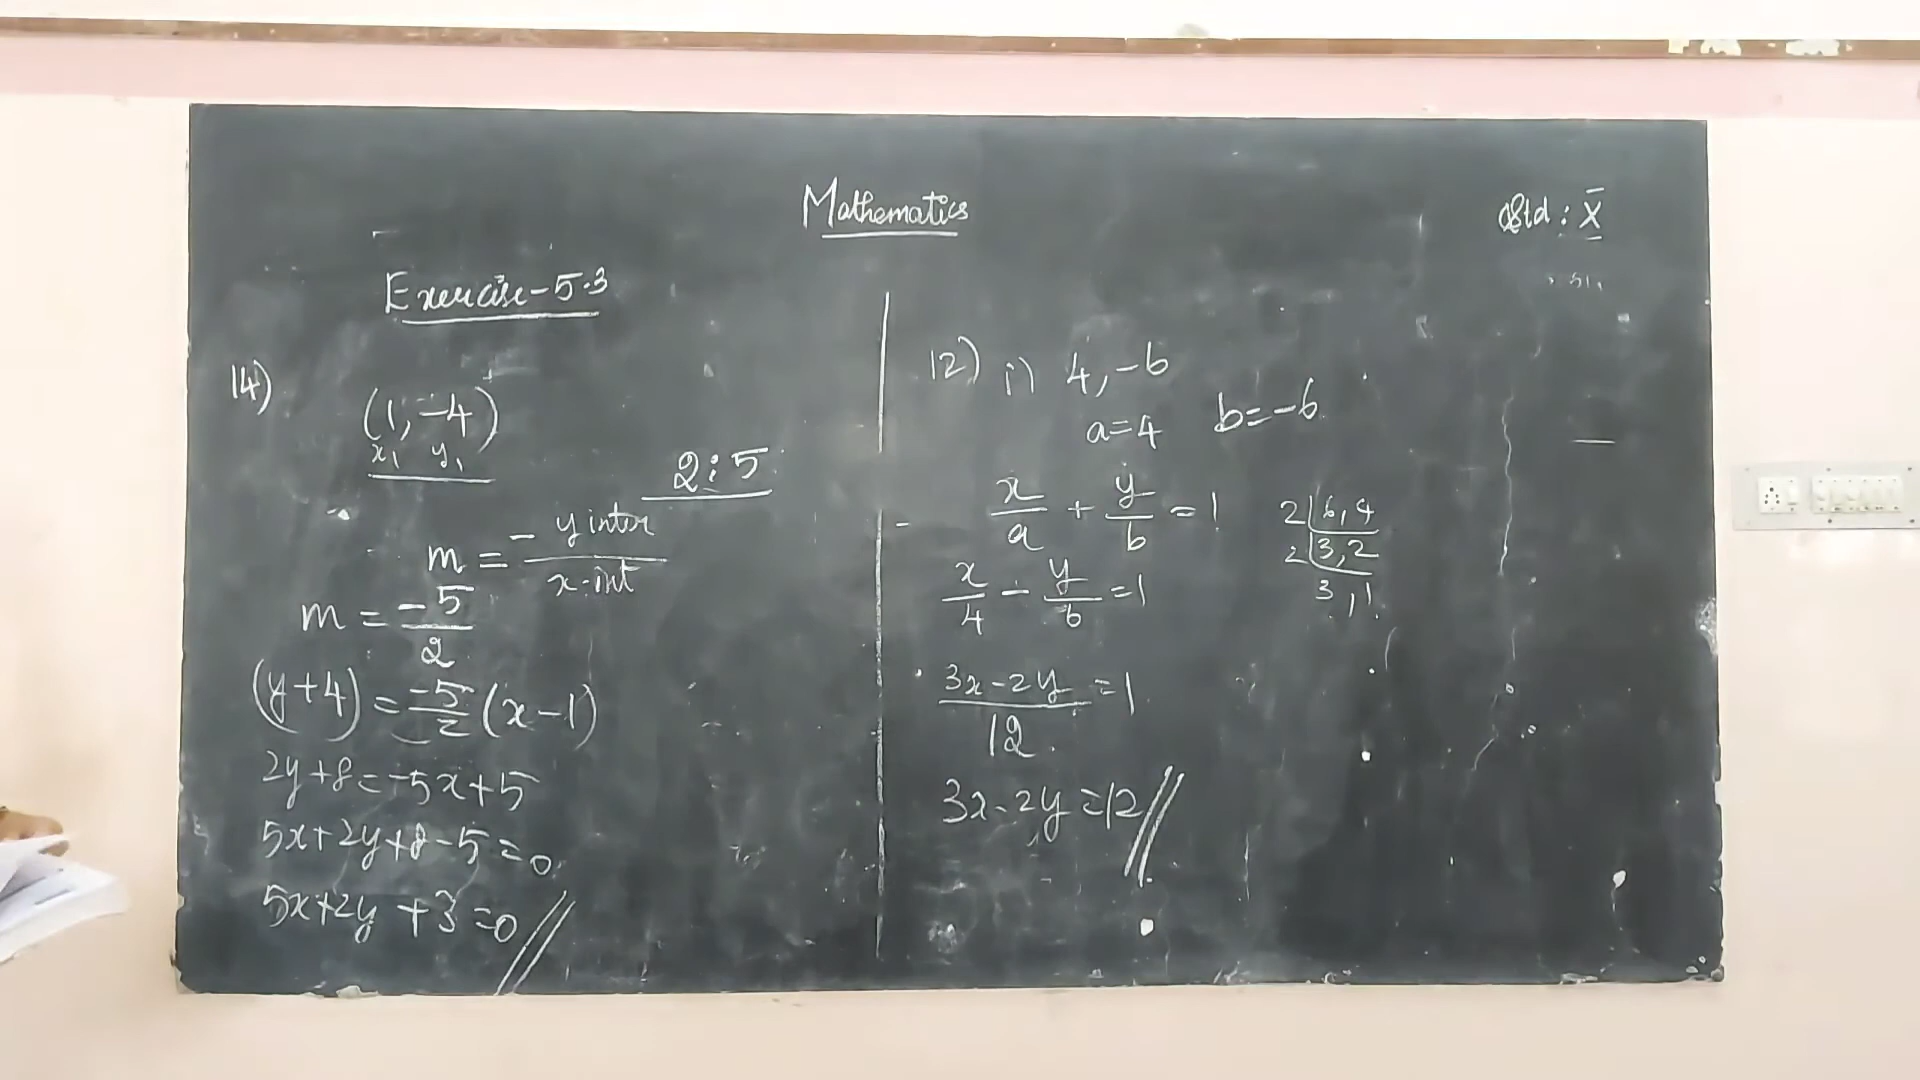 Mathematics
Std : X
Exercise-5.3
14)
(1, -4)
x₁ y₁
2:5
m = - y inter / x-int
m = -5/2
(y+4) = -5/2 (x-1)
2y+8=-5x+5
5x+2y+8-5=0
5x+2y+3=0//
12) i) 4, -6
a=4 b=-6
x/a + y/b = 1
x/4 - y/6 = 1
3x-2y/12 = 1
3x-2y=12//
2|6,4
2|3,2
3,1